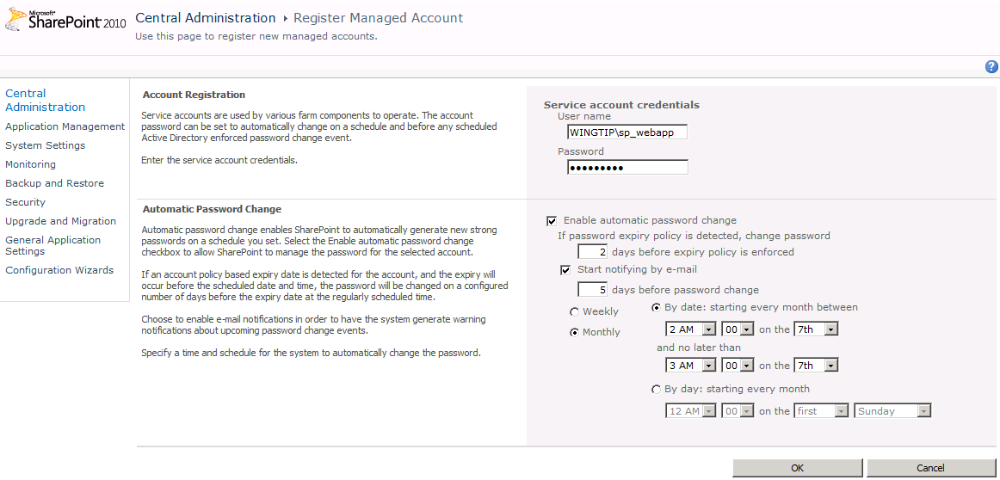 Microsoft®
SharePoint® 2010
Central Administration ▸ Register Managed Account
Use this page to register new managed accounts.
?
Central
Administration
Application Management
System Settings
Monitoring
Backup and Restore
Security
Upgrade and Migration
General Application
Settings
Configuration Wizards
Account Registration
Service accounts are used by various farm components to operate. The account
password can be set to automatically change on a schedule and before any scheduled
Active Directory enforced password change event.
Enter the service account credentials.
Service account credentials
User name
WINGTIP\sp_webapp
Password
•••••••••
Automatic Password Change
Automatic password change enables SharePoint to automatically generate new strong
passwords on a schedule you set. Select the Enable automatic password change
checkbox to allow SharePoint to manage the password for the selected account.
If an account policy based expiry date is detected for the account, and the expiry will
occur before the scheduled date and time, the password will be changed on a configured
number of days before the expiry date at the regularly scheduled time.
Choose to enable e-mail notifications in order to have the system generate warning
notifications about upcoming password change events.
Specify a time and schedule for the system to automatically change the password.
Enable automatic password change
If password expiry policy is detected, change password
2 days before expiry policy is enforced
Start notifying by e-mail
5 days before password change
Weekly
Monthly
By date: starting every month between
2 AM 00 on the 7th
and no later than
3 AM 00 on the 7th
By day: starting every month
12 AM 00 on the first Sunday
OK
Cancel